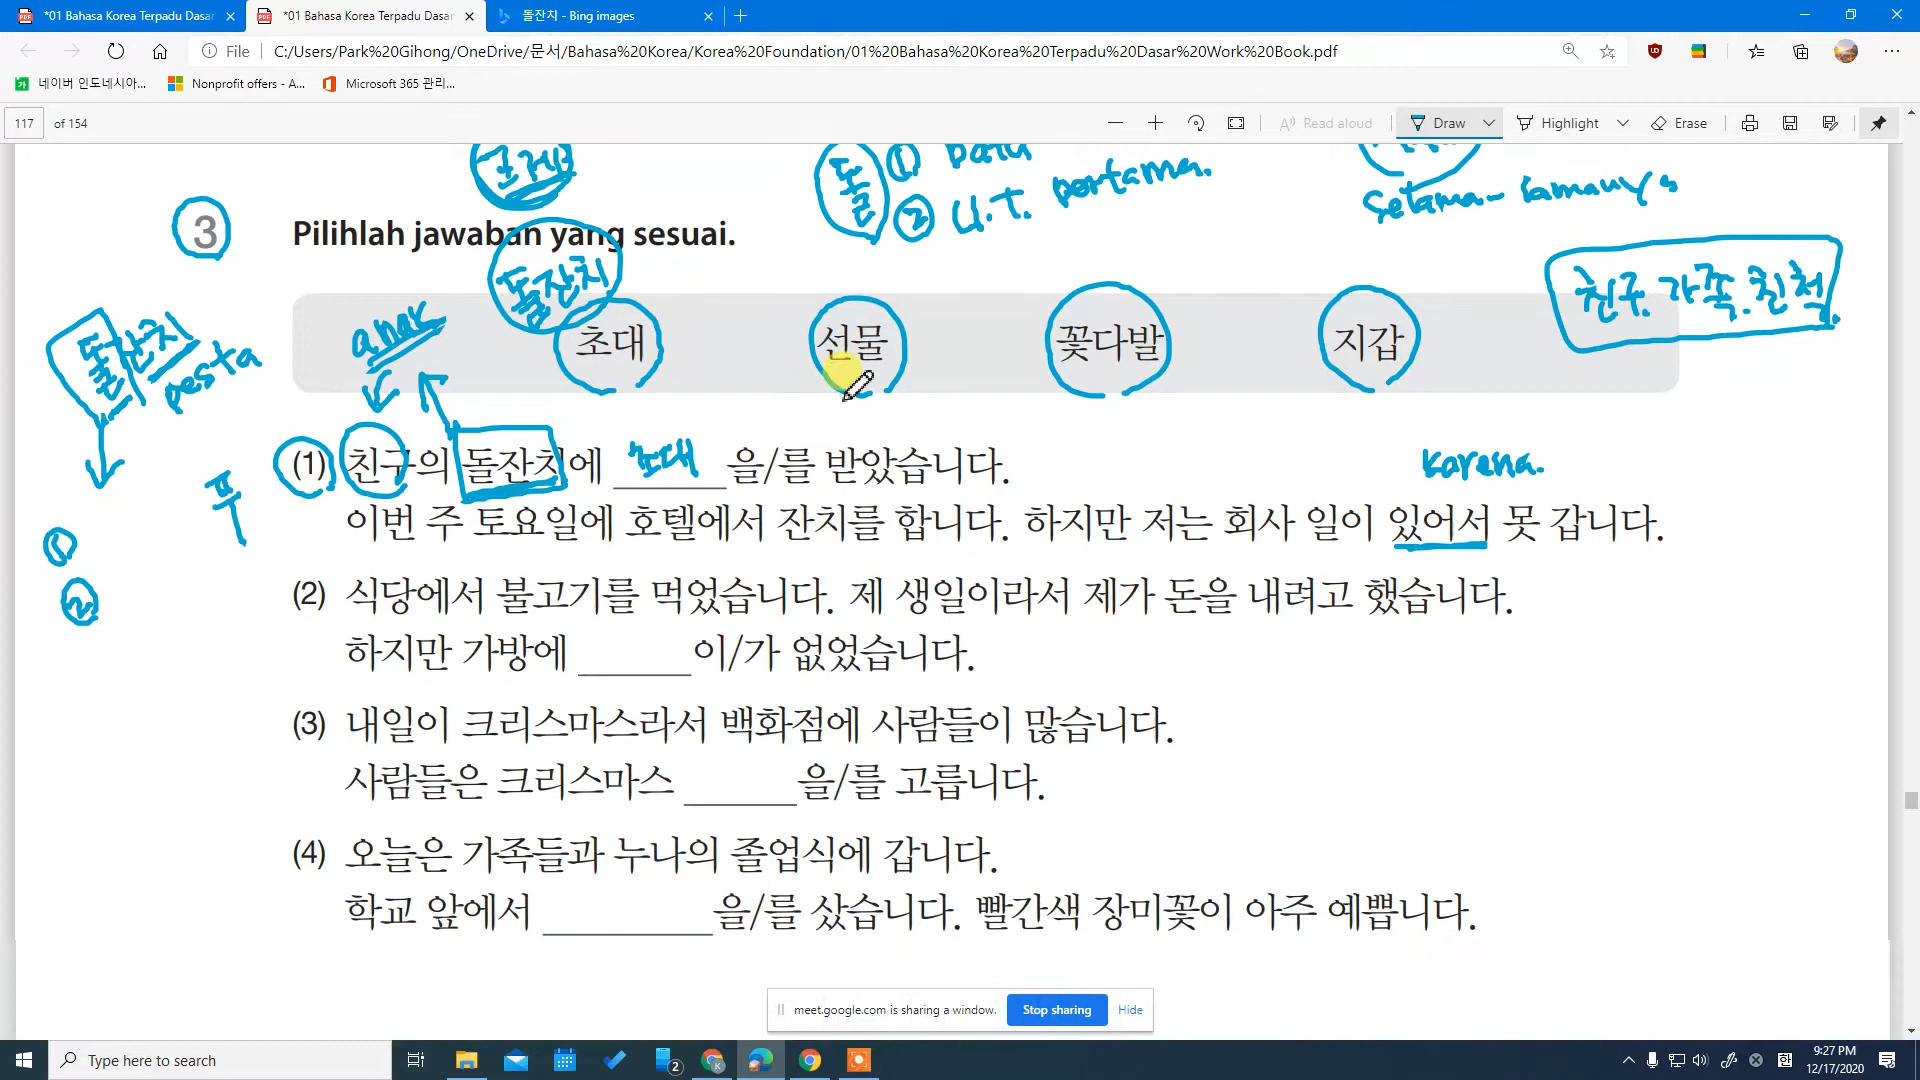 *01 Bahasa Korea Terpadu Dasar
*01 Bahasa Korea Terpadu Dasar
돌잔치 - Bing images
File
C:/Users/Park%20Gihong/OneDrive/문서/Bahasa%20Korea/Korea%20Foundation/01%20Bahasa%20Korea%20Terpadu%20Dasar%20Work%20Book.pdf
네이버 인도네시아...
Nonprofit offers - A...
Microsoft 365 관리...
117 of 154
Read aloud
Draw
Highlight
Erase
돌 ①
② U.T. pertama.
Selama-lamanya
3 Pilihlah jawaban yang sesuai.
돌잔치
친구. 가족. 친척.
돌잔치
pesta
anak
초대 선물 꽃다발 지갑
(1) 친구의 돌잔치에 초대 을/를 받았습니다.
karena.
이번 주 토요일에 호텔에서 잔치를 합니다. 하지만 저는 회사 일이 있어서 못 갑니다.
①
②
(2) 식당에서 불고기를 먹었습니다. 제 생일이라서 제가 돈을 내려고 했습니다.
하지만 가방에 ______ 이/가 없었습니다.
(3) 내일이 크리스마스라서 백화점에 사람들이 많습니다.
사람들은 크리스마스 ______ 을/를 고릅니다.
(4) 오늘은 가족들과 누나의 졸업식에 갑니다.
학교 앞에서 _________ 을/를 샀습니다. 빨간색 장미꽃이 아주 예쁩니다.
meet.google.com is sharing a window.
Stop sharing
Hide
Type here to search
2
한
9:27 PM
12/17/2020